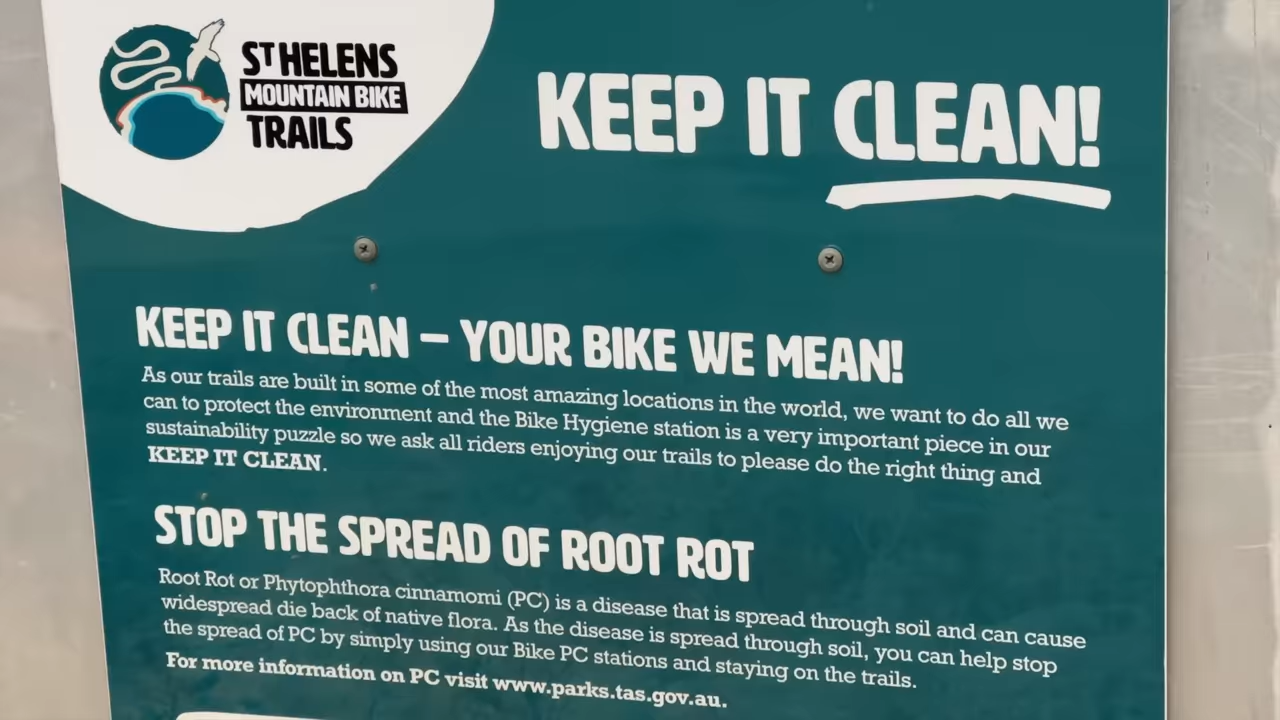 ST HELENS
MOUNTAIN BIKE
TRAILS
KEEP IT CLEAN!
KEEP IT CLEAN – YOUR BIKE WE MEAN!
As our trails are built in some of the most amazing locations in the world, we want to do all we
can to protect the environment and the Bike Hygiene station is a very important piece in our
sustainability puzzle so we ask all riders enjoying our trails to please do the right thing and
KEEP IT CLEAN.
STOP THE SPREAD OF ROOT ROT
Root Rot or Phytophthora cinnamomi (PC) is a disease that is spread through soil and can cause
widespread die back of native flora. As the disease is spread through soil, you can help stop
the spread of PC by simply using our Bike PC stations and staying on the trails.
For more information on PC visit www.parks.tas.gov.au.